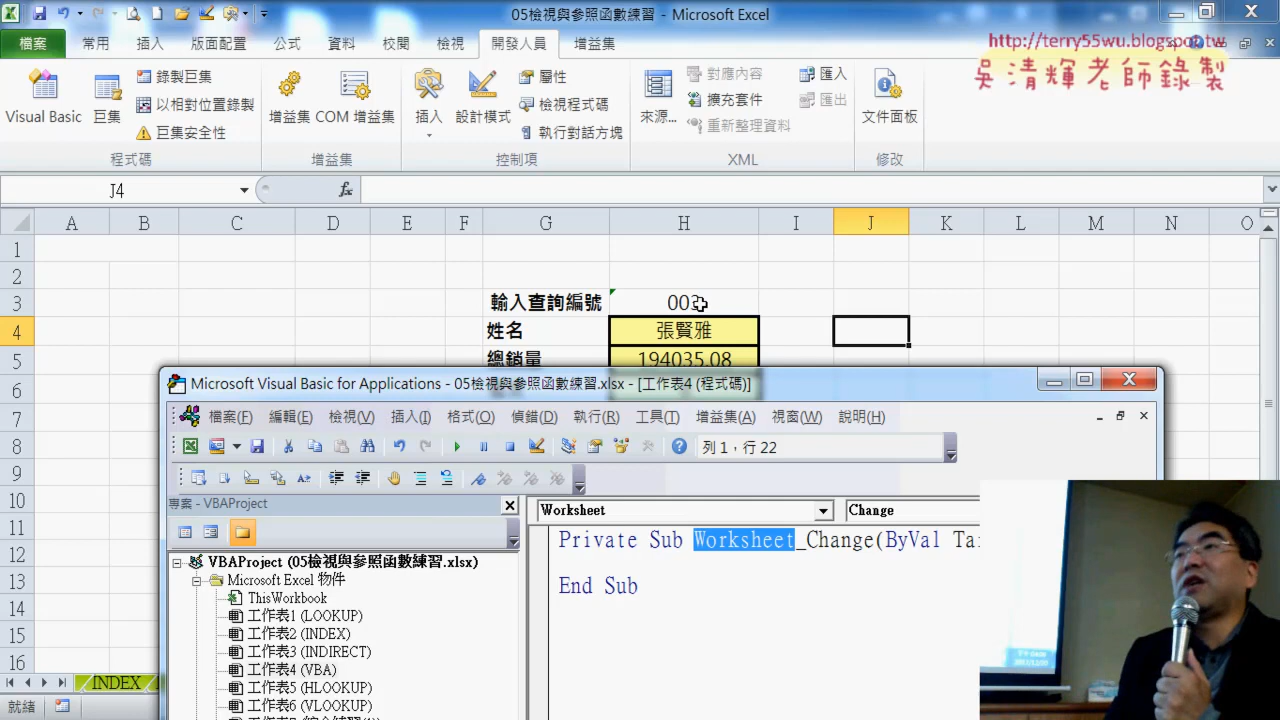 05檢視與參照函數練習 - Microsoft Excel
檔案 常用 插入 版面配置 公式 資料 校閱 檢視 開發人員 增益集
http://terry55wu.blogspot.tw
吳清輝老師錄製
Visual Basic 巨集 錄製巨集 以相對位置錄製 巨集安全性
程式碼
增益集 COM 增益集
增益集
插入 設計模式 屬性 檢視程式碼 執行對話方塊
控制項
來源... 對應內容 擴充套件 重新整理資料 匯入 匯出
XML
文件面板
修改
J4 fx
A B C D E F G H I J K L M N O
1
2
3 輸入查詢編號
4 姓名 張賢雅
5 總銷量 194035.08
6
7
8
9
10
11
12
13
14
15
16
Microsoft Visual Basic for Applications - 05檢視與參照函數練習.xlsx - [工作表4 (程式碼)]
檔案(F) 編輯(E) 檢視(V) 插入(I) 格式(O) 偵錯(D) 執行(R) 工具(T) 增益集(A) 視窗(W) 說明(H)
列 1，行 22
專案 - VBAProject
VBAProject (05檢視與參照函數練習.xlsx)
Microsoft Excel 物件
ThisWorkbook
工作表1 (LOOKUP)
工作表2 (INDEX)
工作表3 (INDIRECT)
工作表4 (VBA)
工作表5 (HLOOKUP)
工作表6 (VLOOKUP)
Worksheet Change
Private Sub Worksheet_Change(ByVal
End Sub
INDEX
就緒